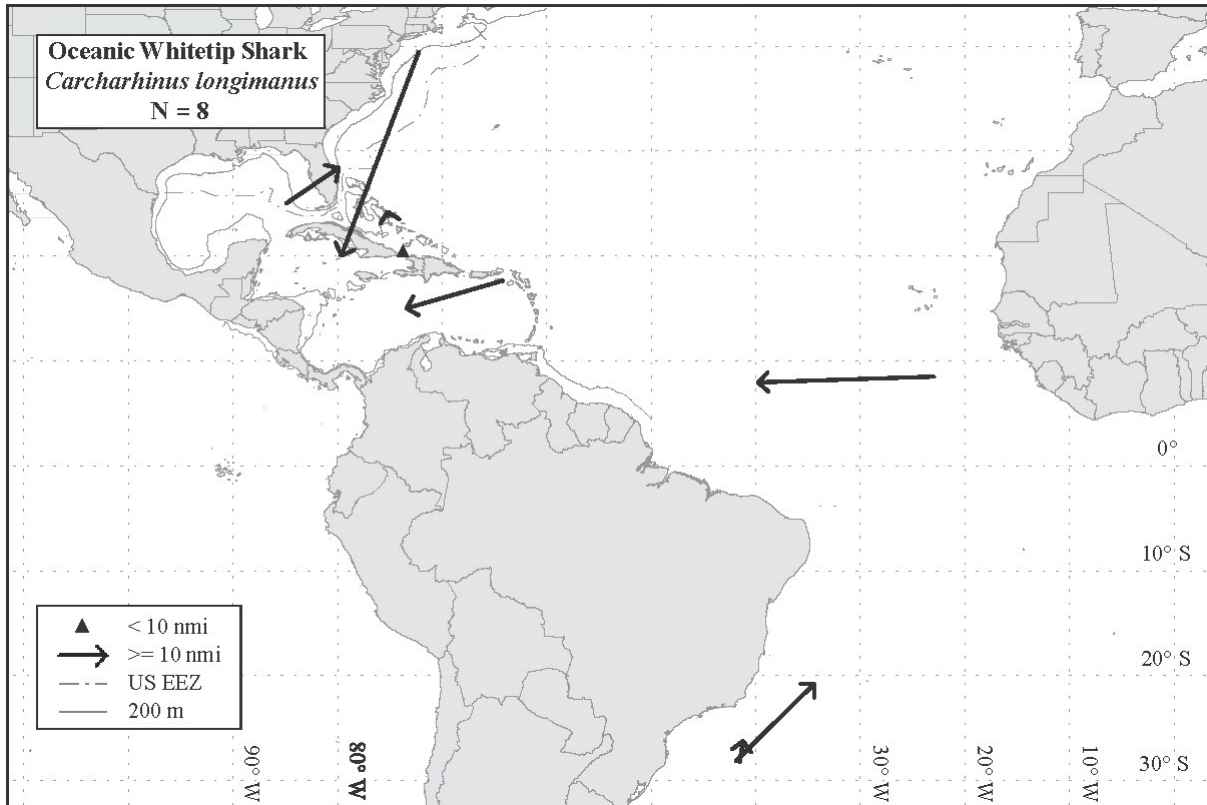 Oceanic Whitetip Shark
Carcharhinus longimanus
N = 8
0°
10° S
20° S
30° S
< 10 nmi
>= 10 nmi
US EEZ
200 m
90° W
80° W
30° W
20° W
10° W